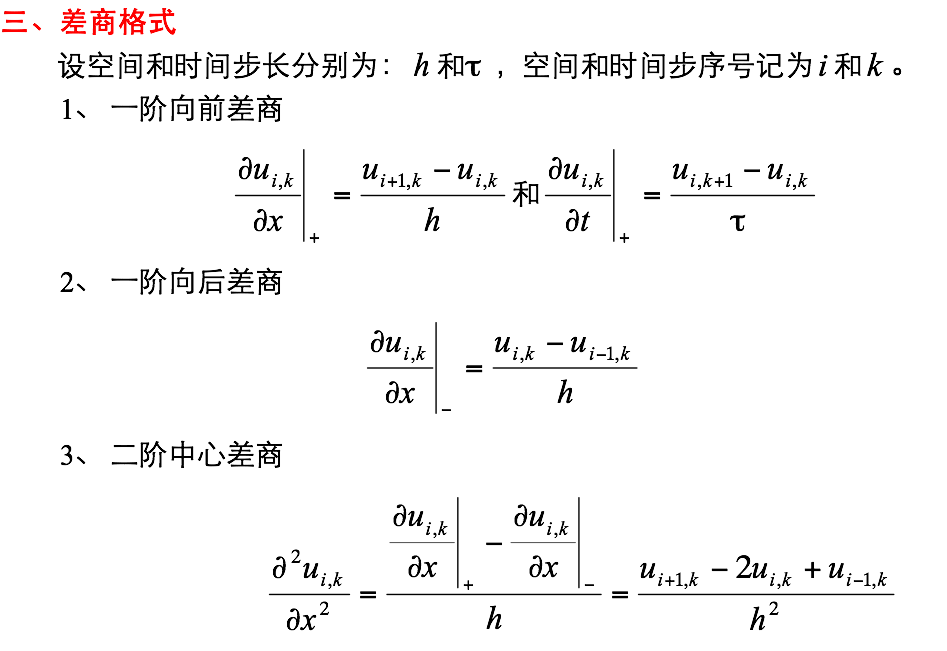 三、差商格式
设空间和时间步长分别为： h 和τ ，空间和时间步序号记为 i 和 k 。
1、 一阶向前差商
$\left.\frac{\partial u_{i,k}}{\partial x}\right|_{+} = \frac{u_{i+1,k} - u_{i,k}}{h}$ 和 $\left.\frac{\partial u_{i,k}}{\partial t}\right|_{+} = \frac{u_{i,k+1} - u_{i,k}}{\tau}$
2、 一阶向后差商
$\left.\frac{\partial u_{i,k}}{\partial x}\right|_{-} = \frac{u_{i,k} - u_{i-1,k}}{h}$
3、 二阶中心差商
$\frac{\partial^2 u_{i,k}}{\partial x^2} = \frac{\left.\frac{\partial u_{i,k}}{\partial x}\right|_{+} - \left.\frac{\partial u_{i,k}}{\partial x}\right|_{-}}{h} = \frac{u_{i+1,k} - 2u_{i,k} + u_{i-1,k}}{h^2}$